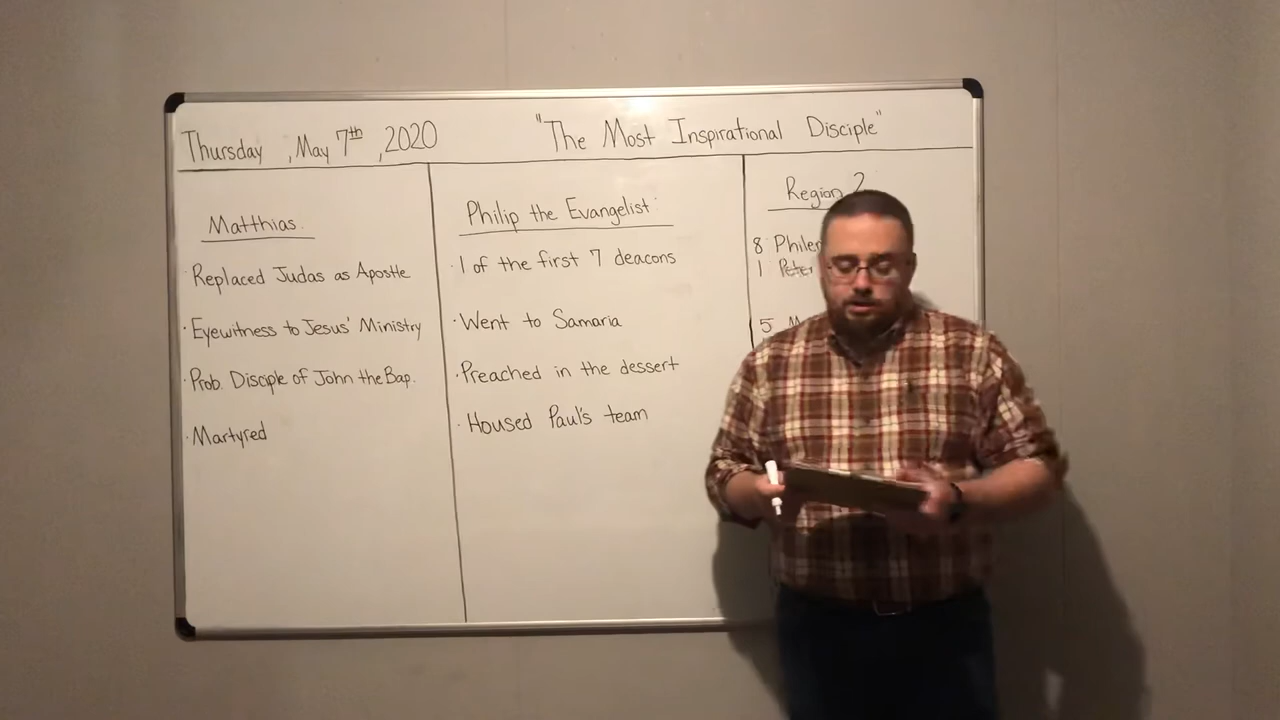 Thursday, May 7th, 2020
"The Most Inspirational Disciple"
Matthias
· Replaced Judas as Apostle
· Eyewitness to Jesus' Ministry
· Prob. Disciple of John the Bap.
· Martyred
Philip the Evangelist
· 1 of the first 7 deacons
· Went to Samaria
· Preached in the dessert
· Housed Paul's team
Region 2
8
1 Peter
5